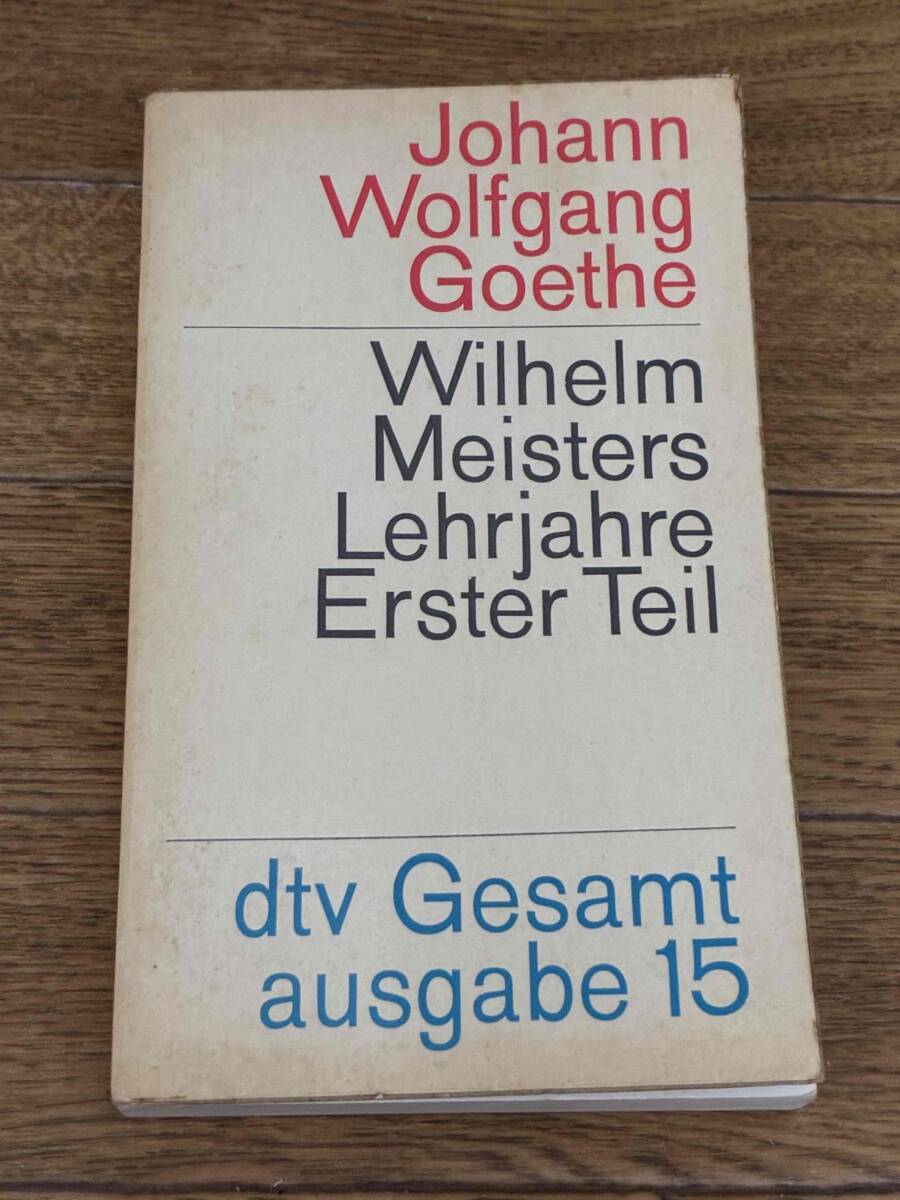 Johann
Wolfgang
Goethe
Wilhelm
Meisters
Lehrjahre
Erster Teil
dtv Gesamt
ausgabe 15